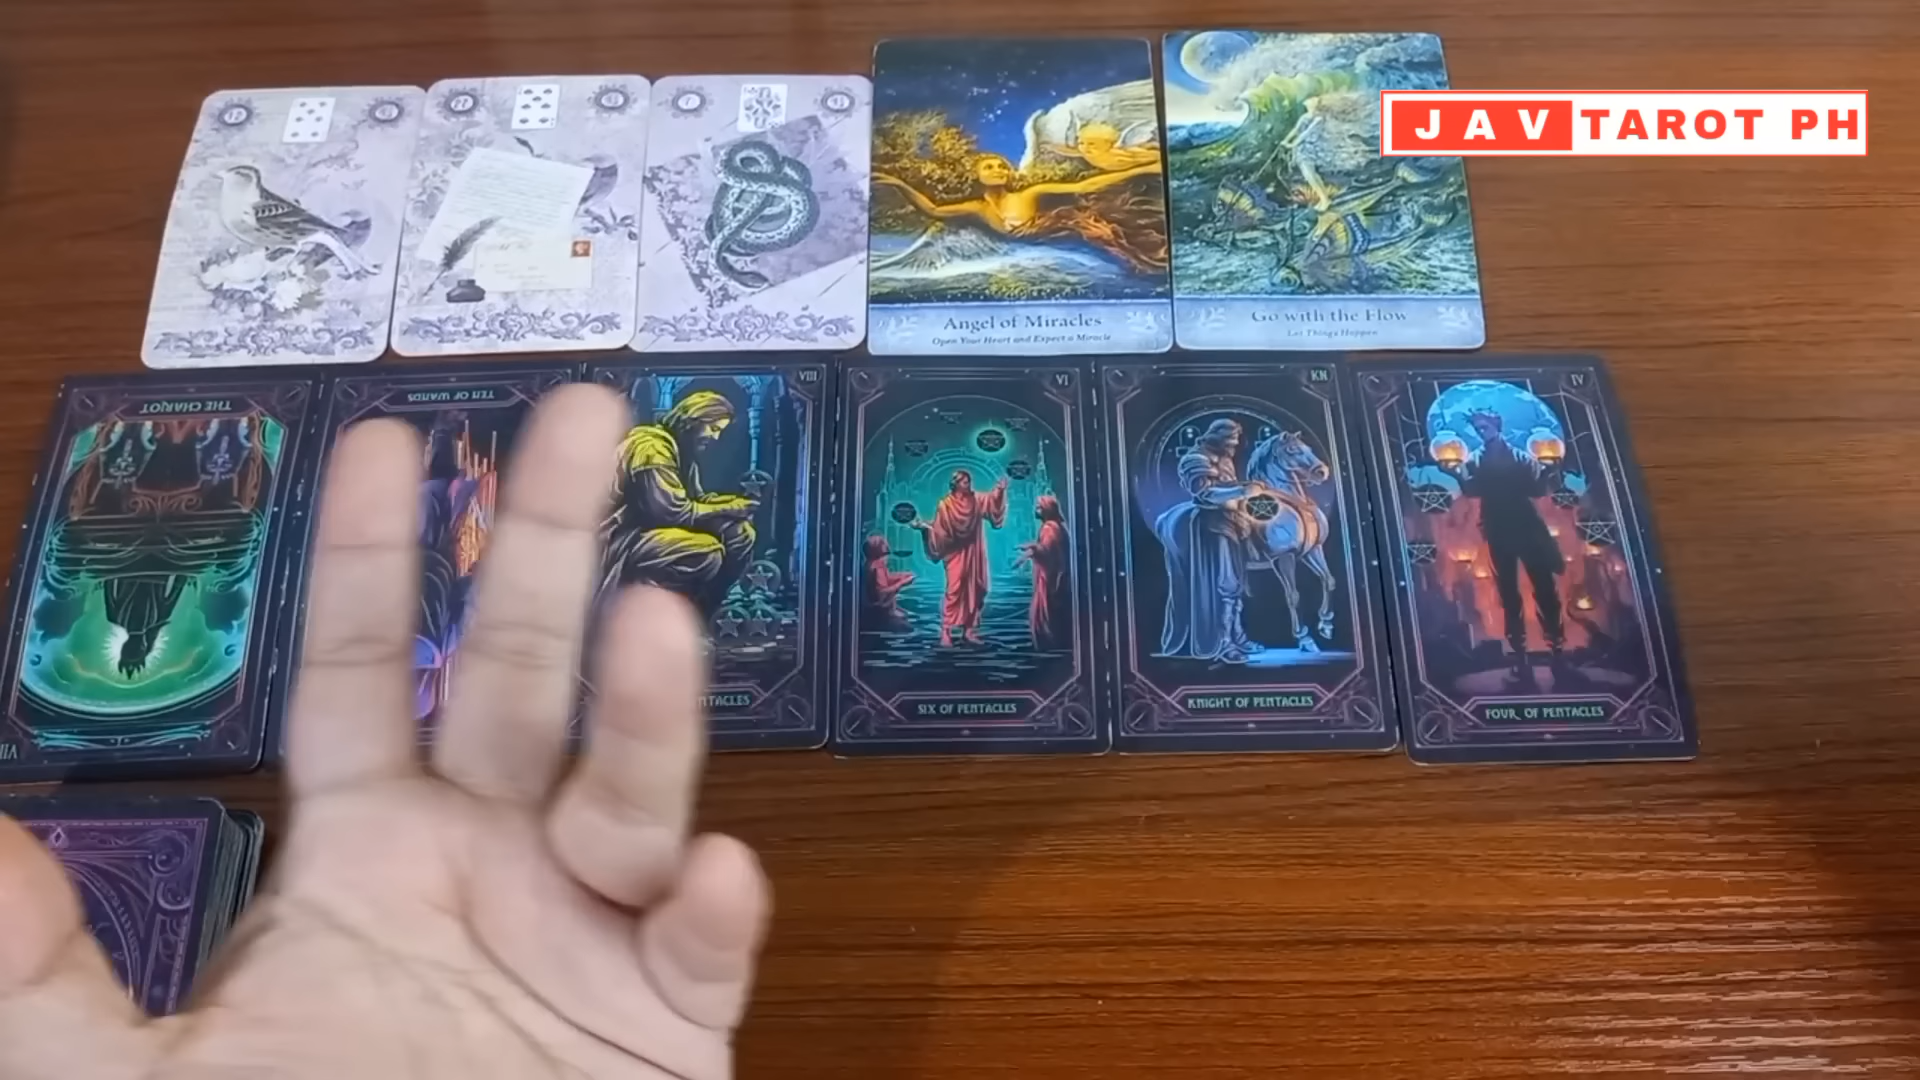 JAV TAROT PH
Angel of Miracles
Open Your Heart and Expect a Miracle
Go with the Flow
Let Things Happen
THE CHARIOT
TEN OF WANDS
VIII
VI
KN
IV
NTACLES
SIX OF PENTACLES
KNIGHT OF PENTACLES
FOUR OF PENTACLES
VII